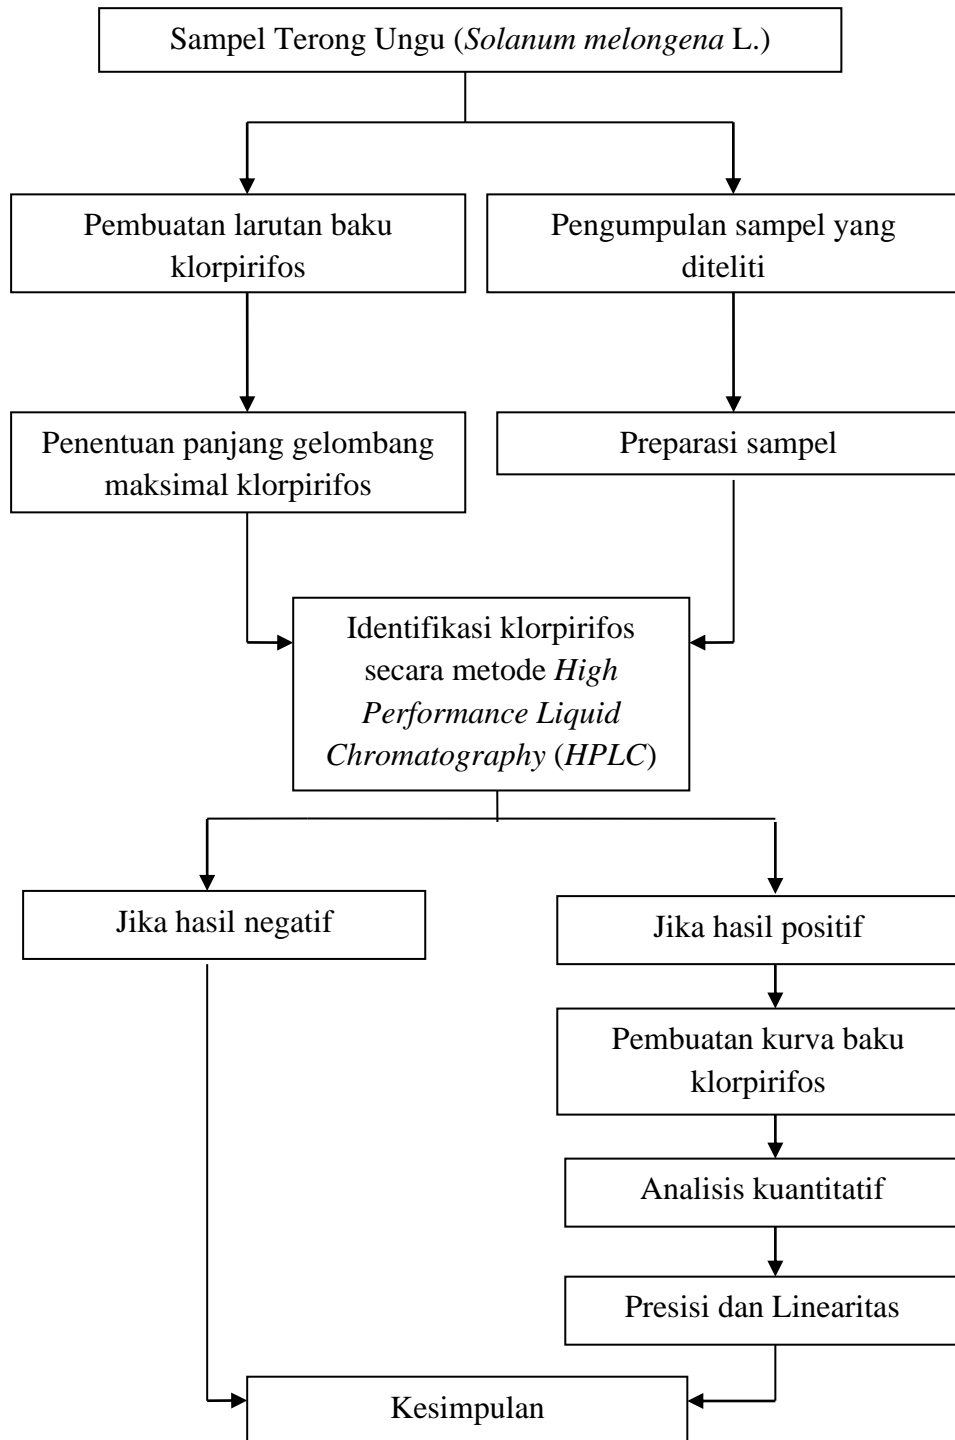 Sampel Terong Ungu (Solanum melongena L.)
Pembuatan larutan baku
klorpirifos
Pengumpulan sampel yang
diteliti
Penentuan panjang gelombang
maksimal klorpirifos
Preparasi sampel
Identifikasi klorpirifos
secara metode High
Performance Liquid
Chromatography (HPLC)
Jika hasil negatif
Jika hasil positif
Pembuatan kurva baku
klorpirifos
Analisis kuantitatif
Presisi dan Linearitas
Kesimpulan